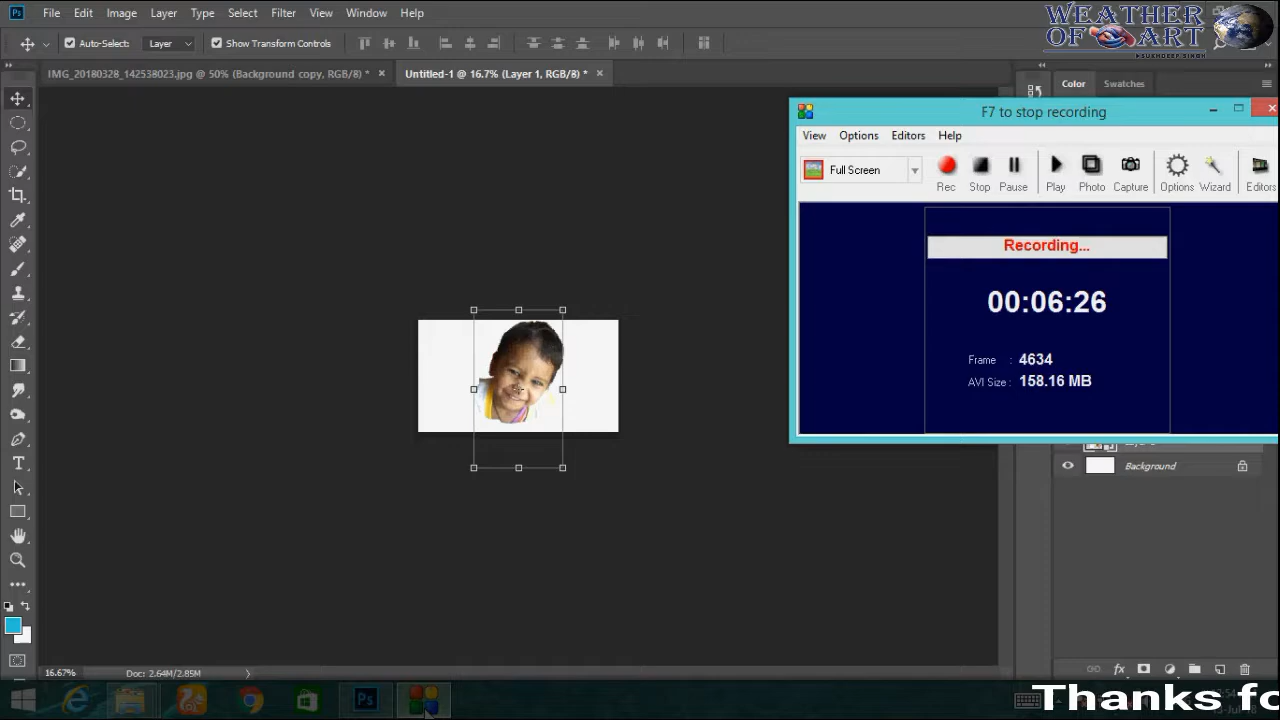 File Edit Image Layer Type Select Filter View Window Help
WEATHER
OF ART
SUKHDEEP.SINGH
Auto-Select: Layer Show Transform Controls
IMG_20180328_142538023.jpg @ 50% (Background copy, RGB/8) * Untitled-1 @ 16.7% (Layer 1, RGB/8) *
Color Swatches
F7 to stop recording
View Options Editors Help
Full Screen
Rec Stop Pause Play Photo Capture Options Wizard Editors
Recording...
00:06:26
Frame : 4634
AVI Size : 158.16 MB
Background
16.67% Doc: 2.64M/2.85M
Thanks fo